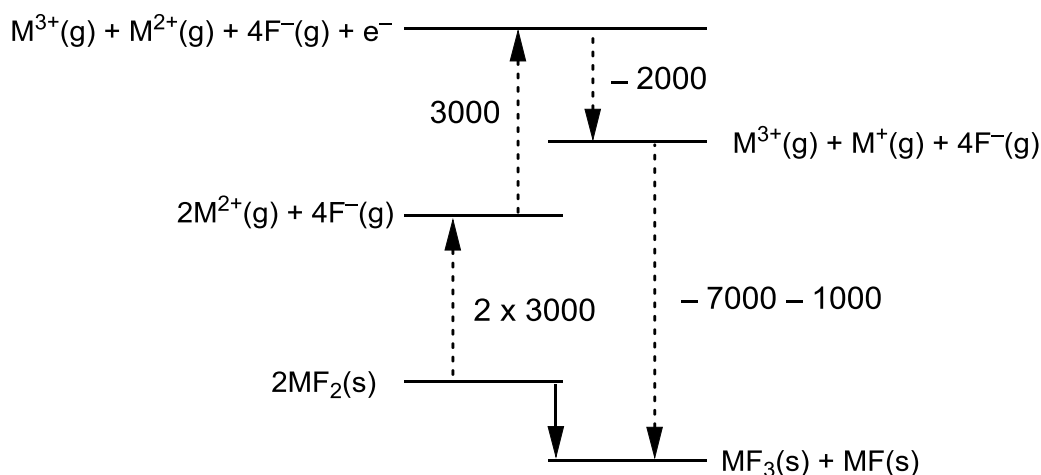 M³⁺(g) + M²⁺(g) + 4F⁻(g) + e⁻
– 2000
3000
M³⁺(g) + M⁺(g) + 4F⁻(g)
2M²⁺(g) + 4F⁻(g)
– 7000 – 1000
2 x 3000
2MF₂(s)
MF₃(s) + MF(s)